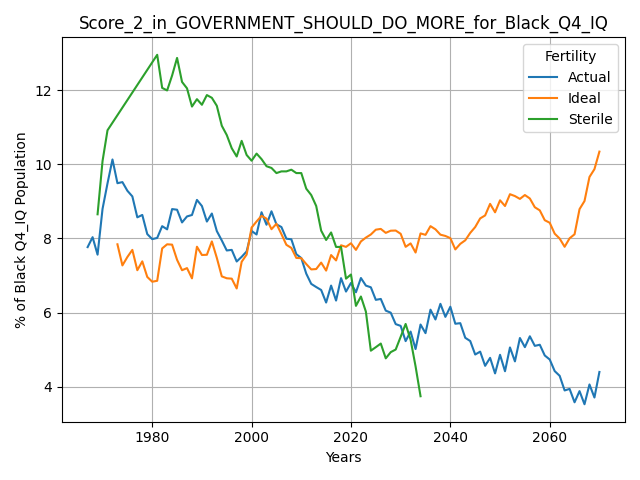 Score_2_in_GOVERNMENT_SHOULD_DO_MORE_for_Black_Q4_IQ
Fertility
Actual
Ideal
Sterile
% of Black Q4_IQ Population
12
10
8
6
4
1980 2000 2020 2040 2060
Years